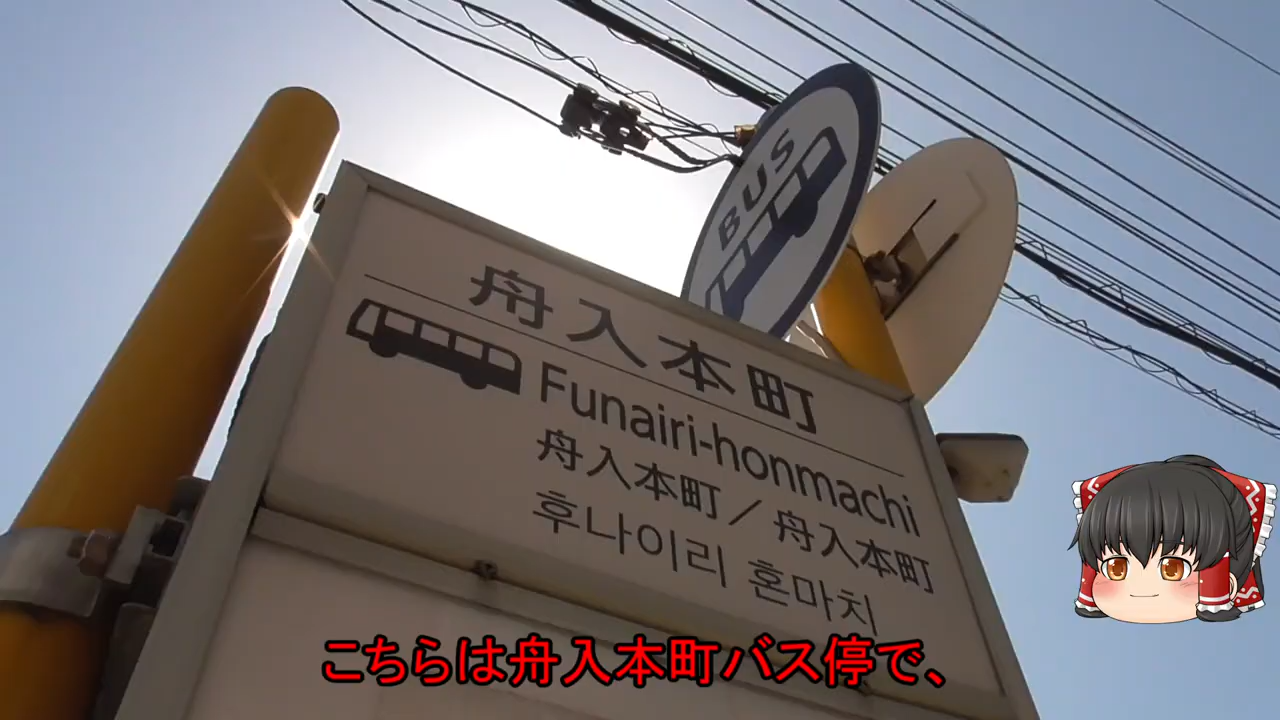 BUS
舟入本町
Funairi-honmachi
舟入本町／舟入本町
후나이리 혼마치
こちらは舟入本町バス停で、